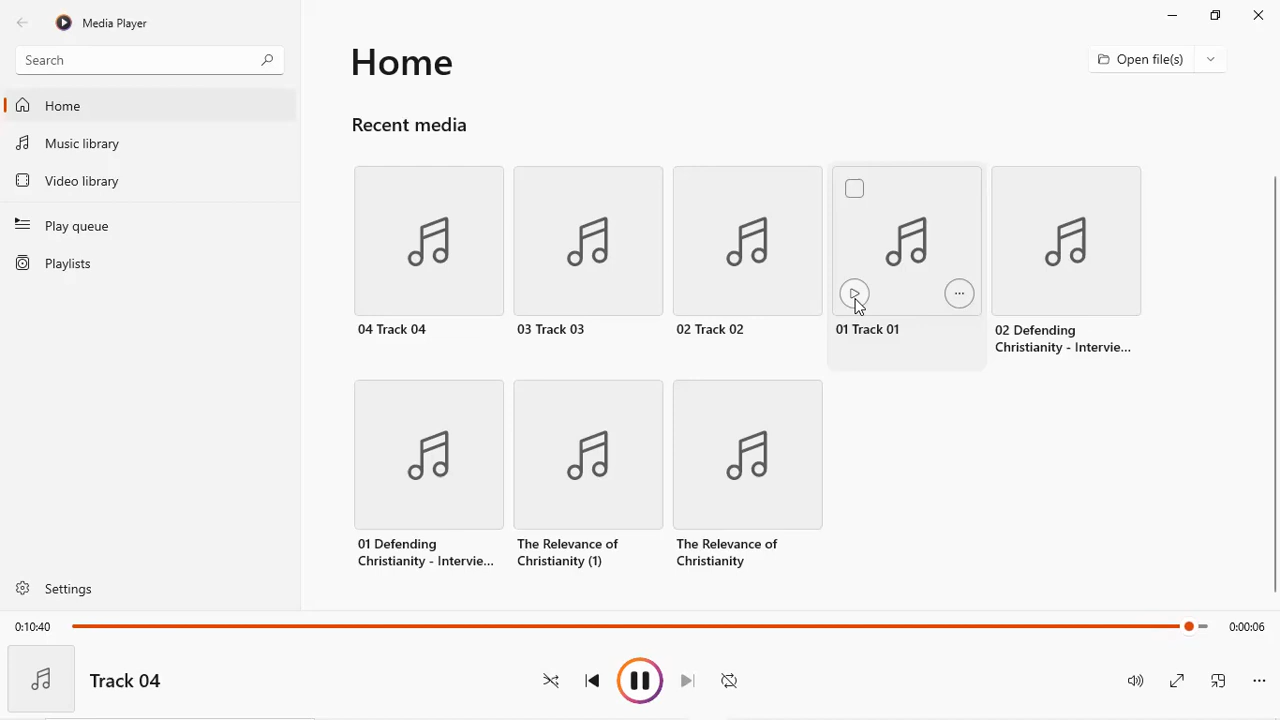 Media Player
Search
Home
Open file(s)
Home
Music library
Recent media
Video library
Play queue
Playlists
04 Track 04
03 Track 03
02 Track 02
01 Track 01
02 Defending
Christianity - Intervie...
01 Defending
Christianity - Intervie...
The Relevance of
Christianity (1)
The Relevance of
Christianity
Settings
0:10:40
0:00:06
Track 04